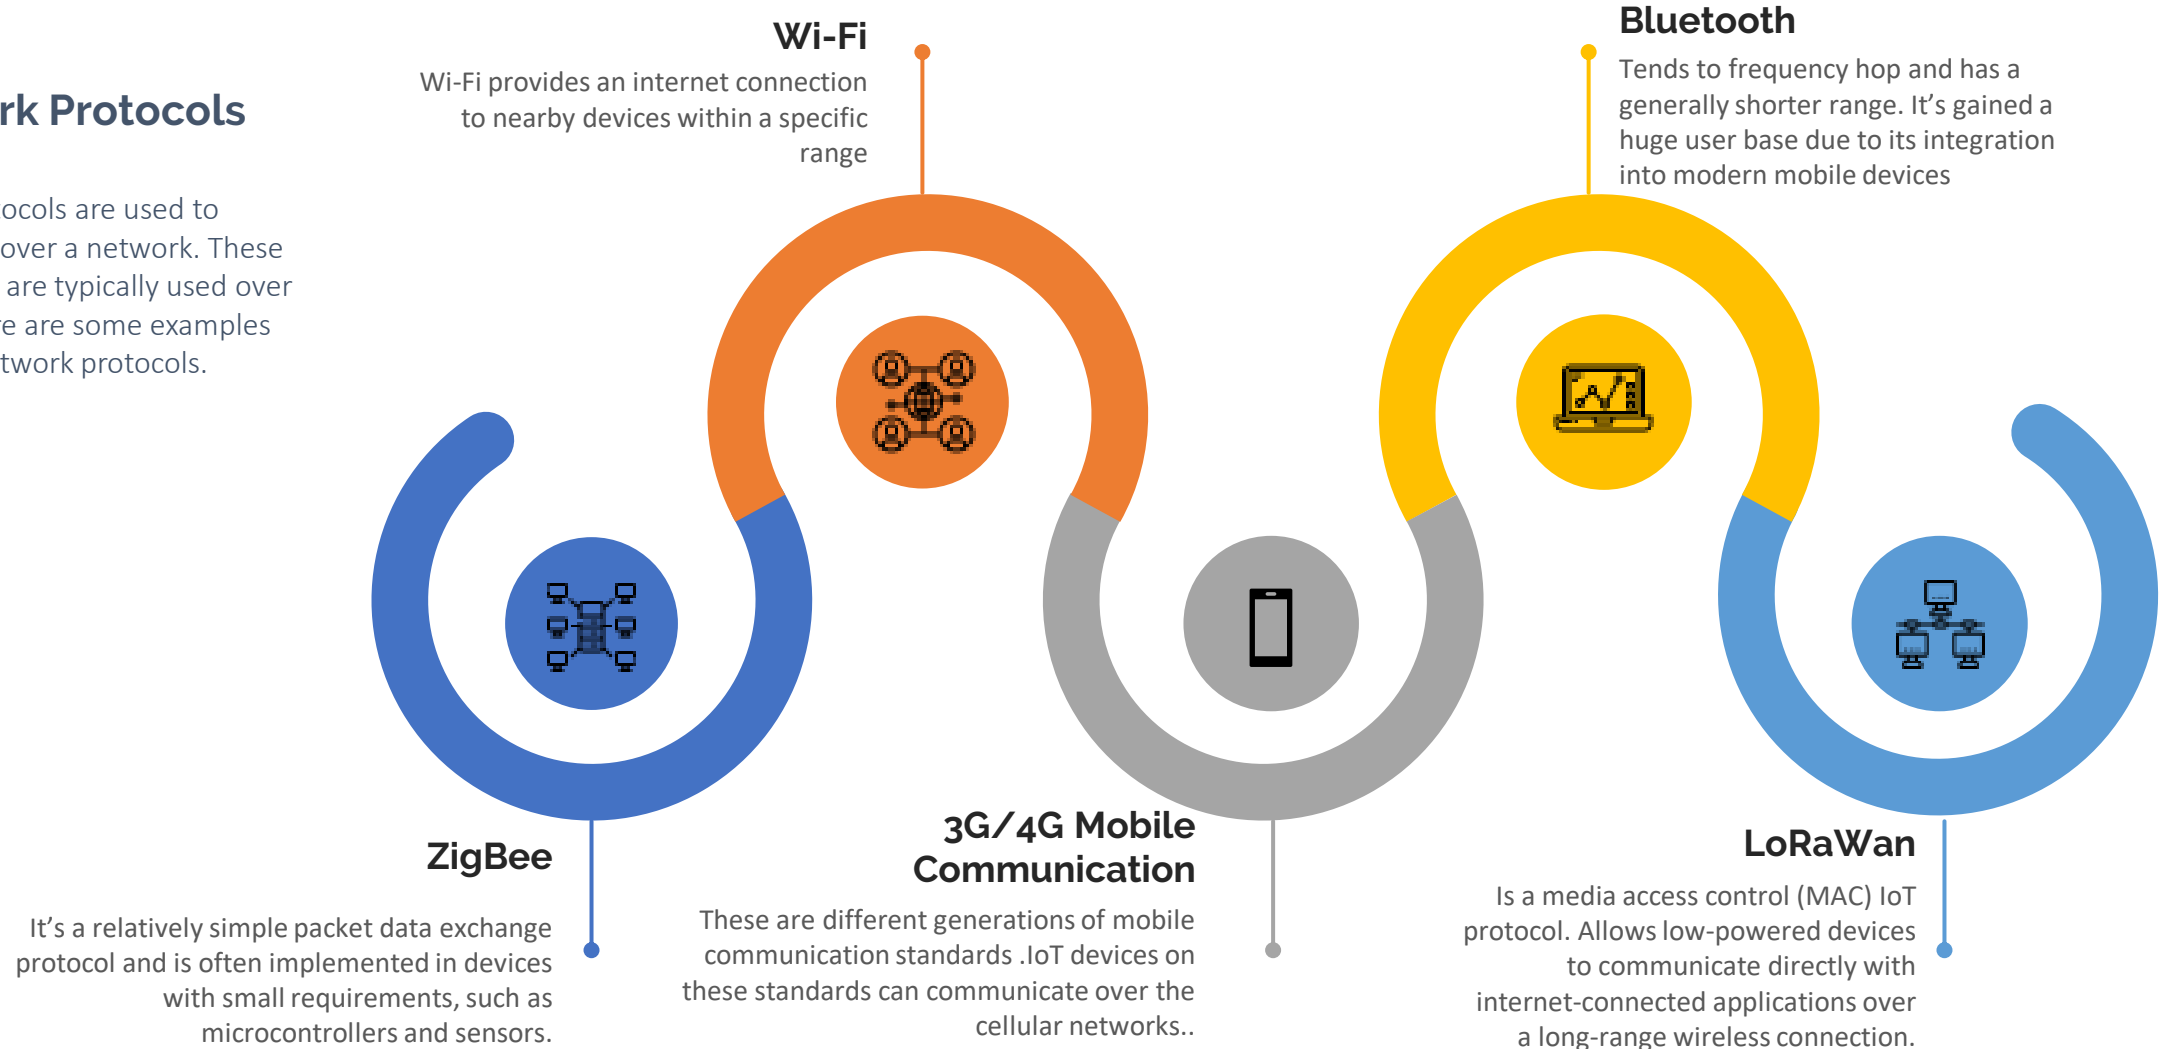 rk Protocols
tocols are used to
over a network. These
are typically used over
re are some examples
twork protocols.
Wi-Fi
Wi-Fi provides an internet connection
to nearby devices within a specific
range
Bluetooth
Tends to frequency hop and has a
generally shorter range. It’s gained a
huge user base due to its integration
into modern mobile devices
ZigBee
It’s a relatively simple packet data exchange
protocol and is often implemented in devices
with small requirements, such as
microcontrollers and sensors.
3G/4G Mobile
Communication
These are different generations of mobile
communication standards .IoT devices on
these standards can communicate over the
cellular networks..
LoRaWan
Is a media access control (MAC) IoT
protocol. Allows low-powered devices
to communicate directly with
internet-connected applications over
a long-range wireless connection.